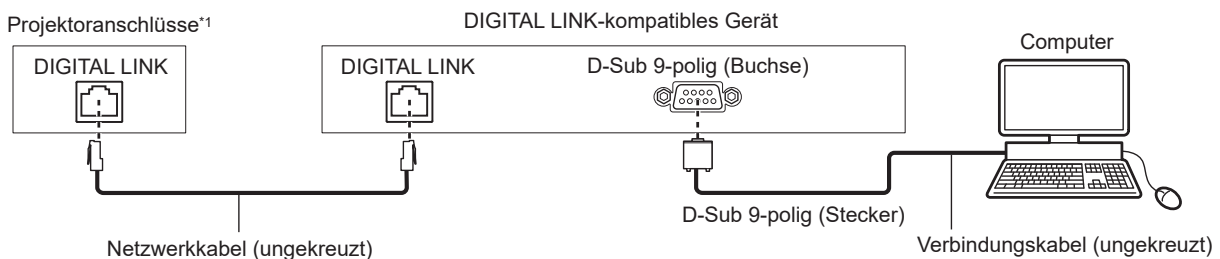 Projektoranschlüsse*1
DIGITAL LINK-kompatibles Gerät
Computer
DIGITAL LINK
DIGITAL LINK
D-Sub 9-polig (Buchse)
D-Sub 9-polig (Stecker)
Netzwerkkabel (ungekreuzt)
Verbindungskabel (ungekreuzt)